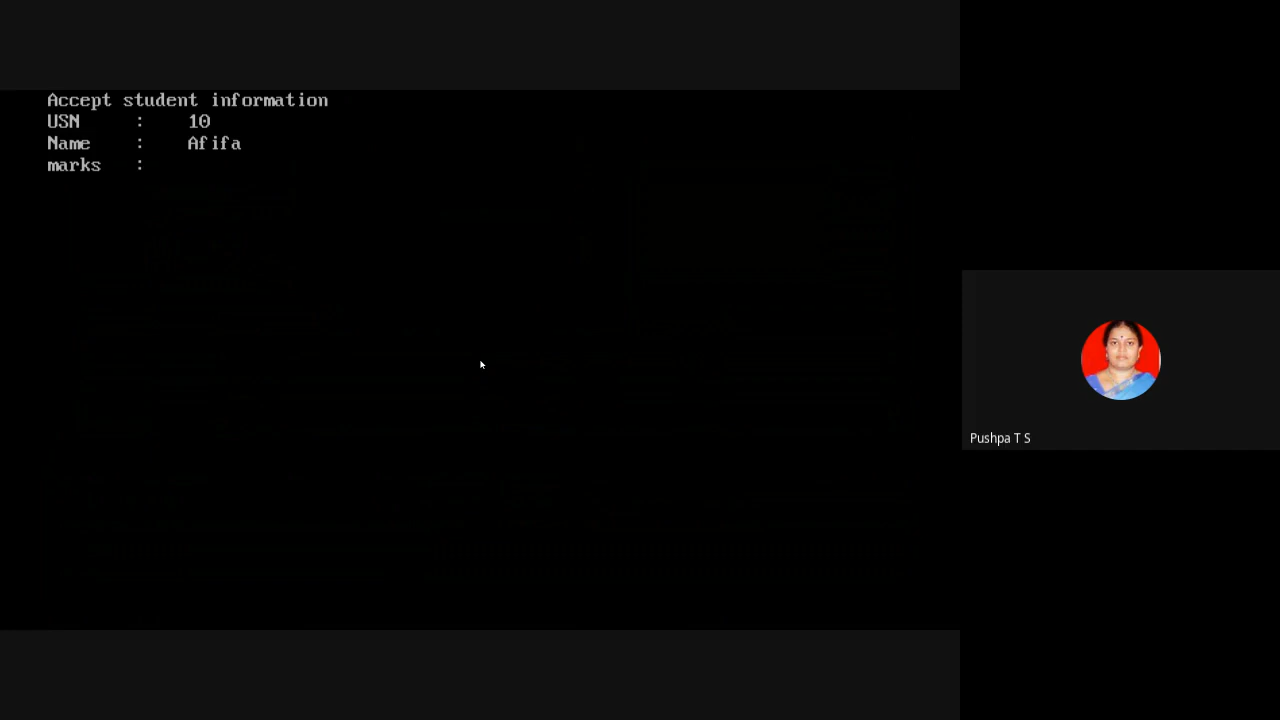 Accept student information
USN : 10
Name : Afifa
marks :
Pushpa T S